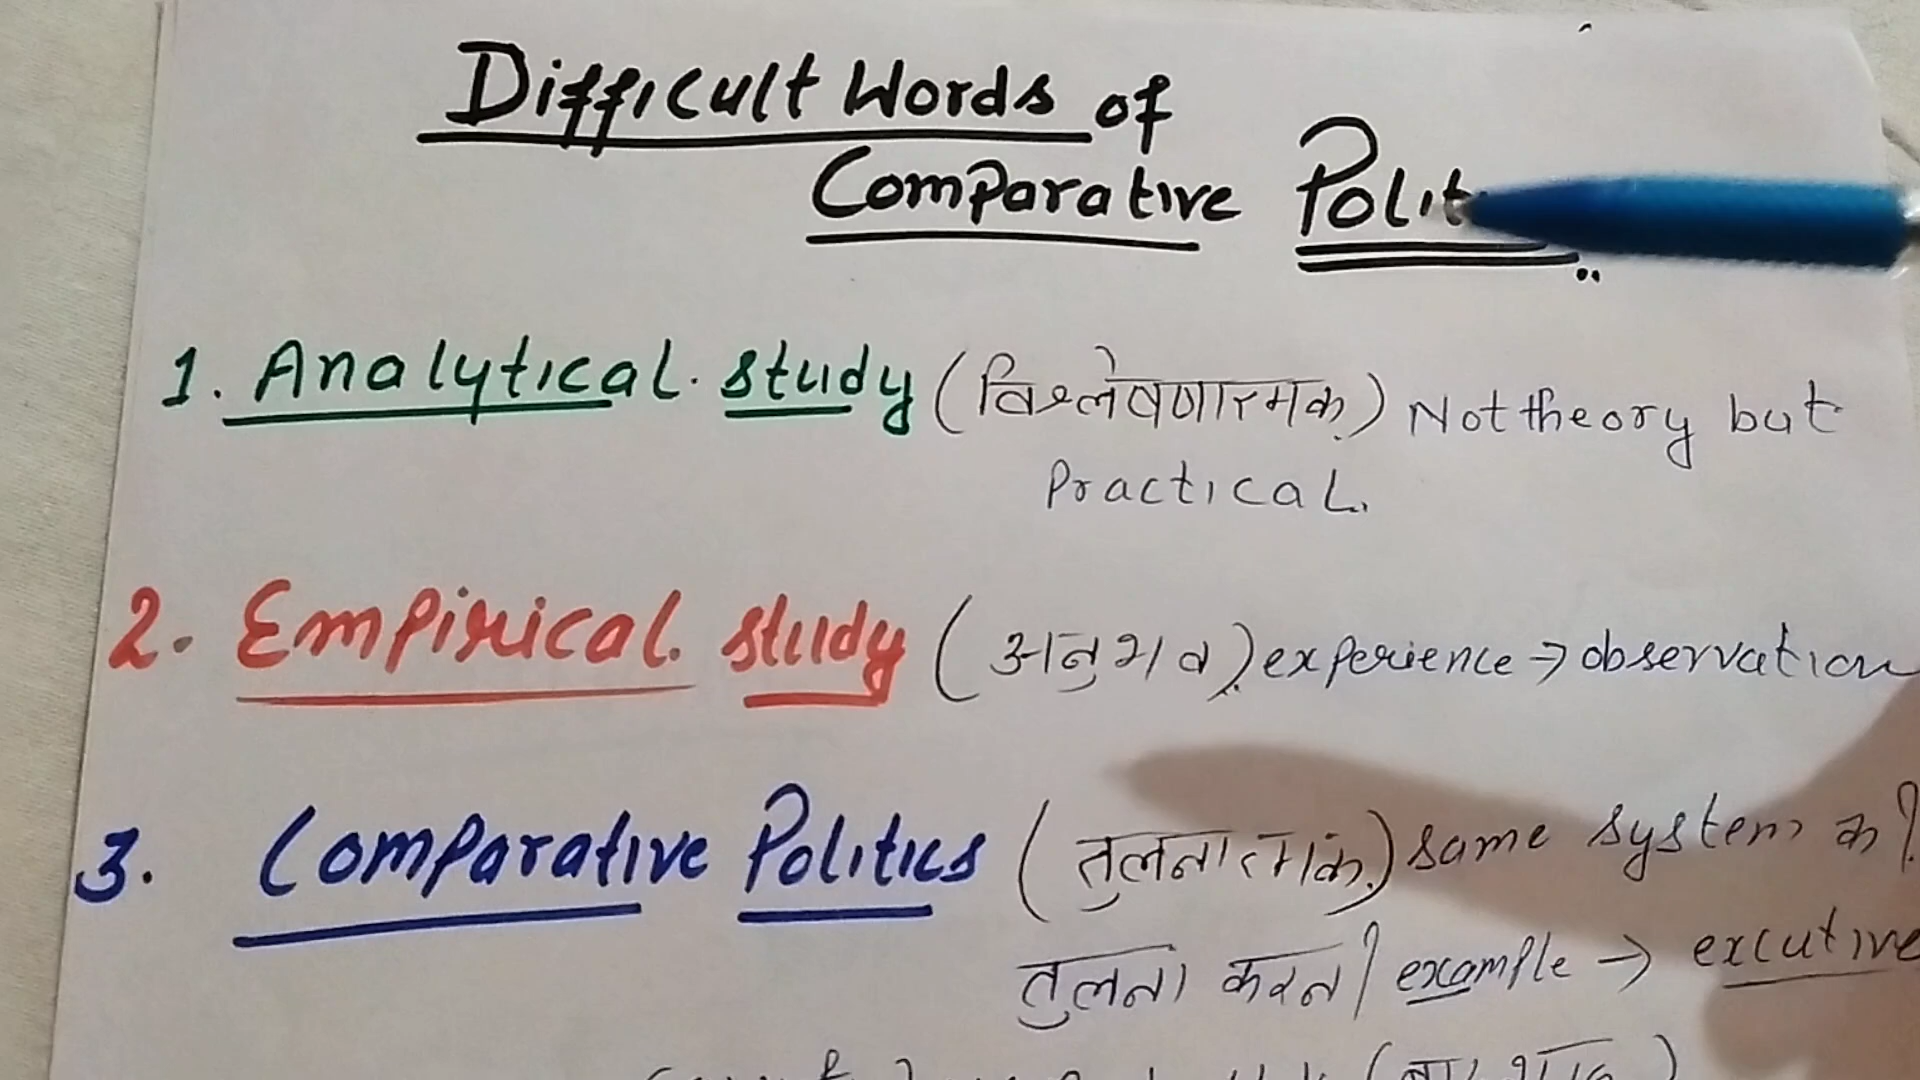 Difficult Words of
Comparative Polit
1. Analytical study (विश्लेषणात्मक) Not theory but
Practical.
2. Empirical study (अनुभव) experience → observation
3. Comparative Politics (तुलनात्मक) same system की
तुलना करना example → excutive